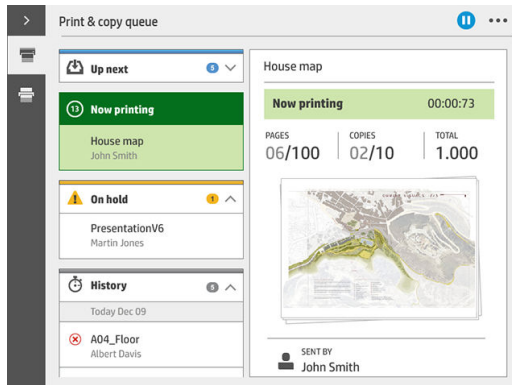 Print & copy queue
Up next
5
13
Now printing
House map
John Smith
On hold
1
PresentationV6
Martin Jones
History
5
Today Dec 09
A04_Floor
Albert Davis
House map
Now printing 00:00:73
PAGES COPIES TOTAL
06/100 02/10 1.000
SENT BY
John Smith